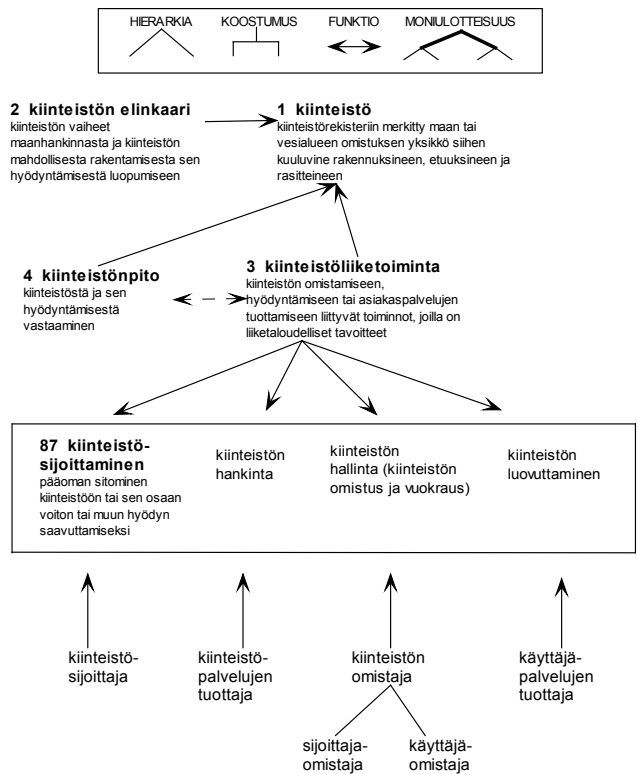 HIERARKIA KOOSTUMUS FUNKTIO MONIULOTTEISUUS
2 kiinteistön elinkaari
kiinteistön vaiheet
maanhankinnasta ja kiinteistön
mahdollisesta rakentamisesta sen
hyödyntämisestä luopumiseen
1 kiinteistö
kiinteistörekisteriin merkitty maan tai
vesialueen omistuksen yksikkö siihen
kuuluvine rakennuksineen, etuuksineen ja
rasitteineen
4 kiinteistönpito
kiinteistöstä ja sen
hyödyntämisestä
vastaaminen
3 kiinteistöliiketoiminta
kiinteistön omistamiseen,
hyödyntämiseen tai asiakaspalvelujen
tuottamiseen liittyvät toiminnot, joilla on
liiketaloudelliset tavoitteet
87 kiinteistö-
sijoittaminen
pääoman sitominen
kiinteistöön tai sen osaan
voiton tai muun hyödyn
saavuttamiseksi
kiinteistön
hankinta
kiinteistön
hallinta (kiinteistön
omistus ja vuokraus)
kiinteistön
luovuttaminen
kiinteistö-
sijoittaja
kiinteistö-
palvelujen
tuottaja
kiinteistön
omistaja
käyttäjä-
palvelujen
tuottaja
sijoittaja-
omistaja
käyttäjä-
omistaja